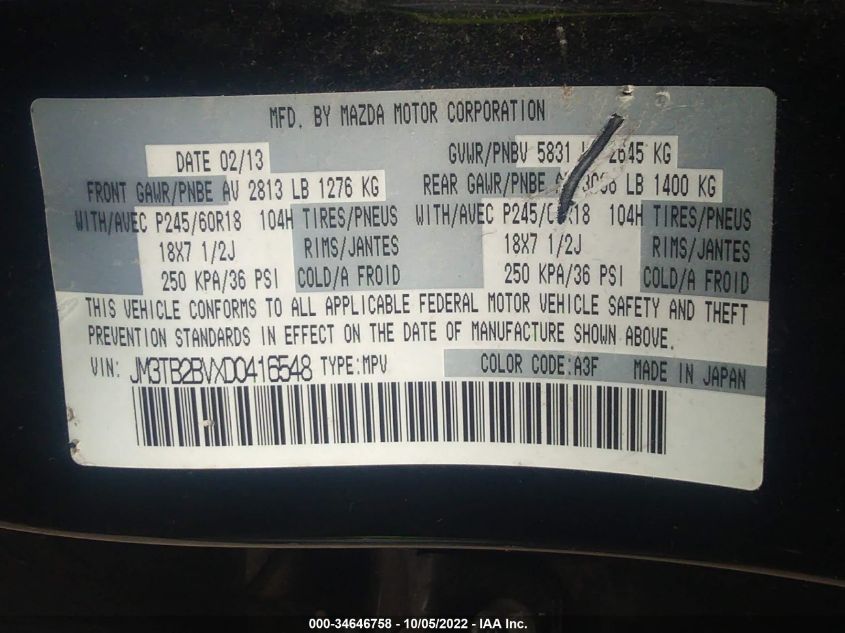 MFD. BY MAZDA MOTOR CORPORATION
DATE 02/13 GVWR/PNBV 5831 2645 KG
FRONT GAWR/PNBE AV 2813 LB 1276 KG REAR GAWR/PNBE LB 1400 KG
WITH/AVEC P245/60R18 104H TIRES/PNEUS WITH/AVEC 104H TIRES/PNEUS
18X7 1/2J RIMS/JANTES 18X7 1/2J RIMS/JANTES
250 KPA/36 PSI COLD/A FROID 250 KPA/36 PSI COLD/A FROID
THIS VEHICLE CONFORMS TO ALL APPLICABLE FEDERAL MOTOR VEHICLE SAFETY AND THEFT
PREVENTION STANDARDS IN EFFECT ON THE DATE OF MANUFACTURE SHOWN ABOVE.
VIN: JM3TB2BVXD0416548 TYPE:MPV COLOR CODE:A3F MADE IN JAPAN
000-34646758 - 10/05/2022 - IAA Inc.